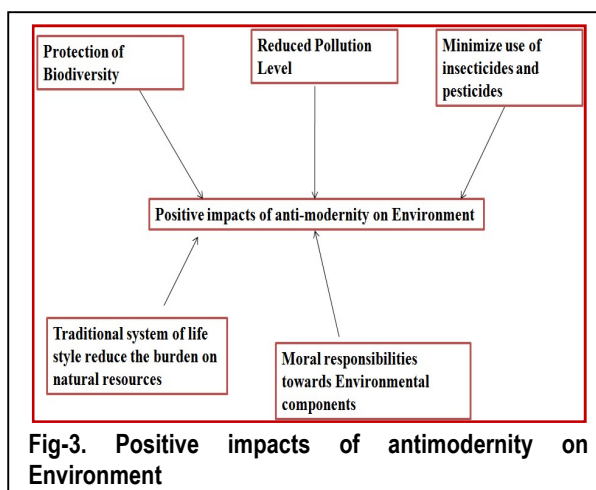 Protection of
Biodiversity
Reduced Pollution
Level
Minimize use of
insecticides and
pesticides
Positive impacts of anti-modernity on Environment
Traditional system of life
style reduce the burden on
natural resources
Moral responsibilities
towards Environmental
components
Fig-3. Positive impacts of antimodernity on
Environment